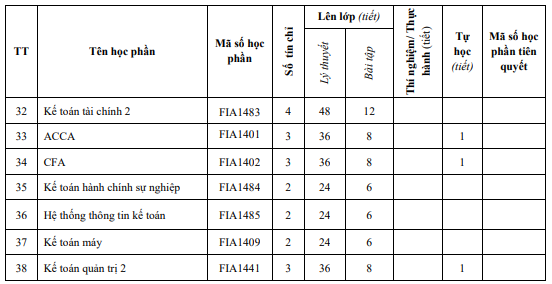 TT Tên học phần Mã số học phần Số tín chỉ Lên lớp (tiết) Lý thuyết Bài tập Thí nghiệm/ Thực hành (tiết) Tự học (tiết) Mã số học phần tiên quyết
32 Kế toán tài chính 2 FIA1483 4 48 12
33 ACCA FIA1401 3 36 8 1
34 CFA FIA1402 3 36 8 1
35 Kế toán hành chính sự nghiệp FIA1484 2 24 6
36 Hệ thống thông tin kế toán FIA1485 2 24 6
37 Kế toán máy FIA1409 2 24 6
38 Kế toán quản trị 2 FIA1441 3 36 8 1